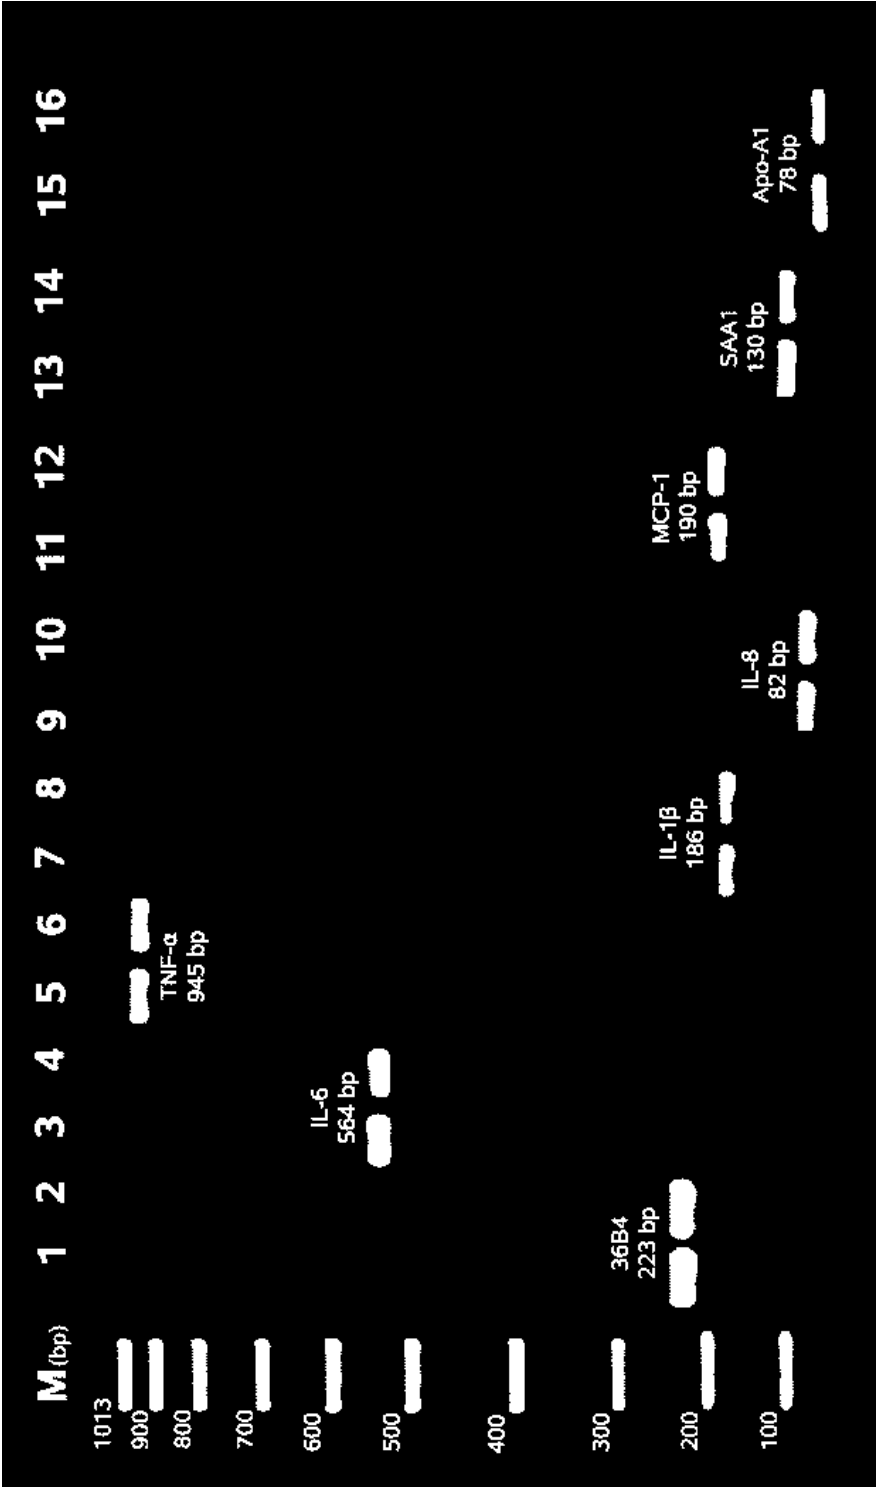 M(bp) 1 2 3 4 5 6 7 8 9 10 11 12 13 14 15 16
1013
900
TNF-α
945 bp
800
700
600
IL-6
564 bp
500
400
300
36B4
223 bp
200
IL-1β
186 bp
MCP-1
190 bp
100
IL-8
82 bp
SAA1
130 bp
Apo-A1
78 bp